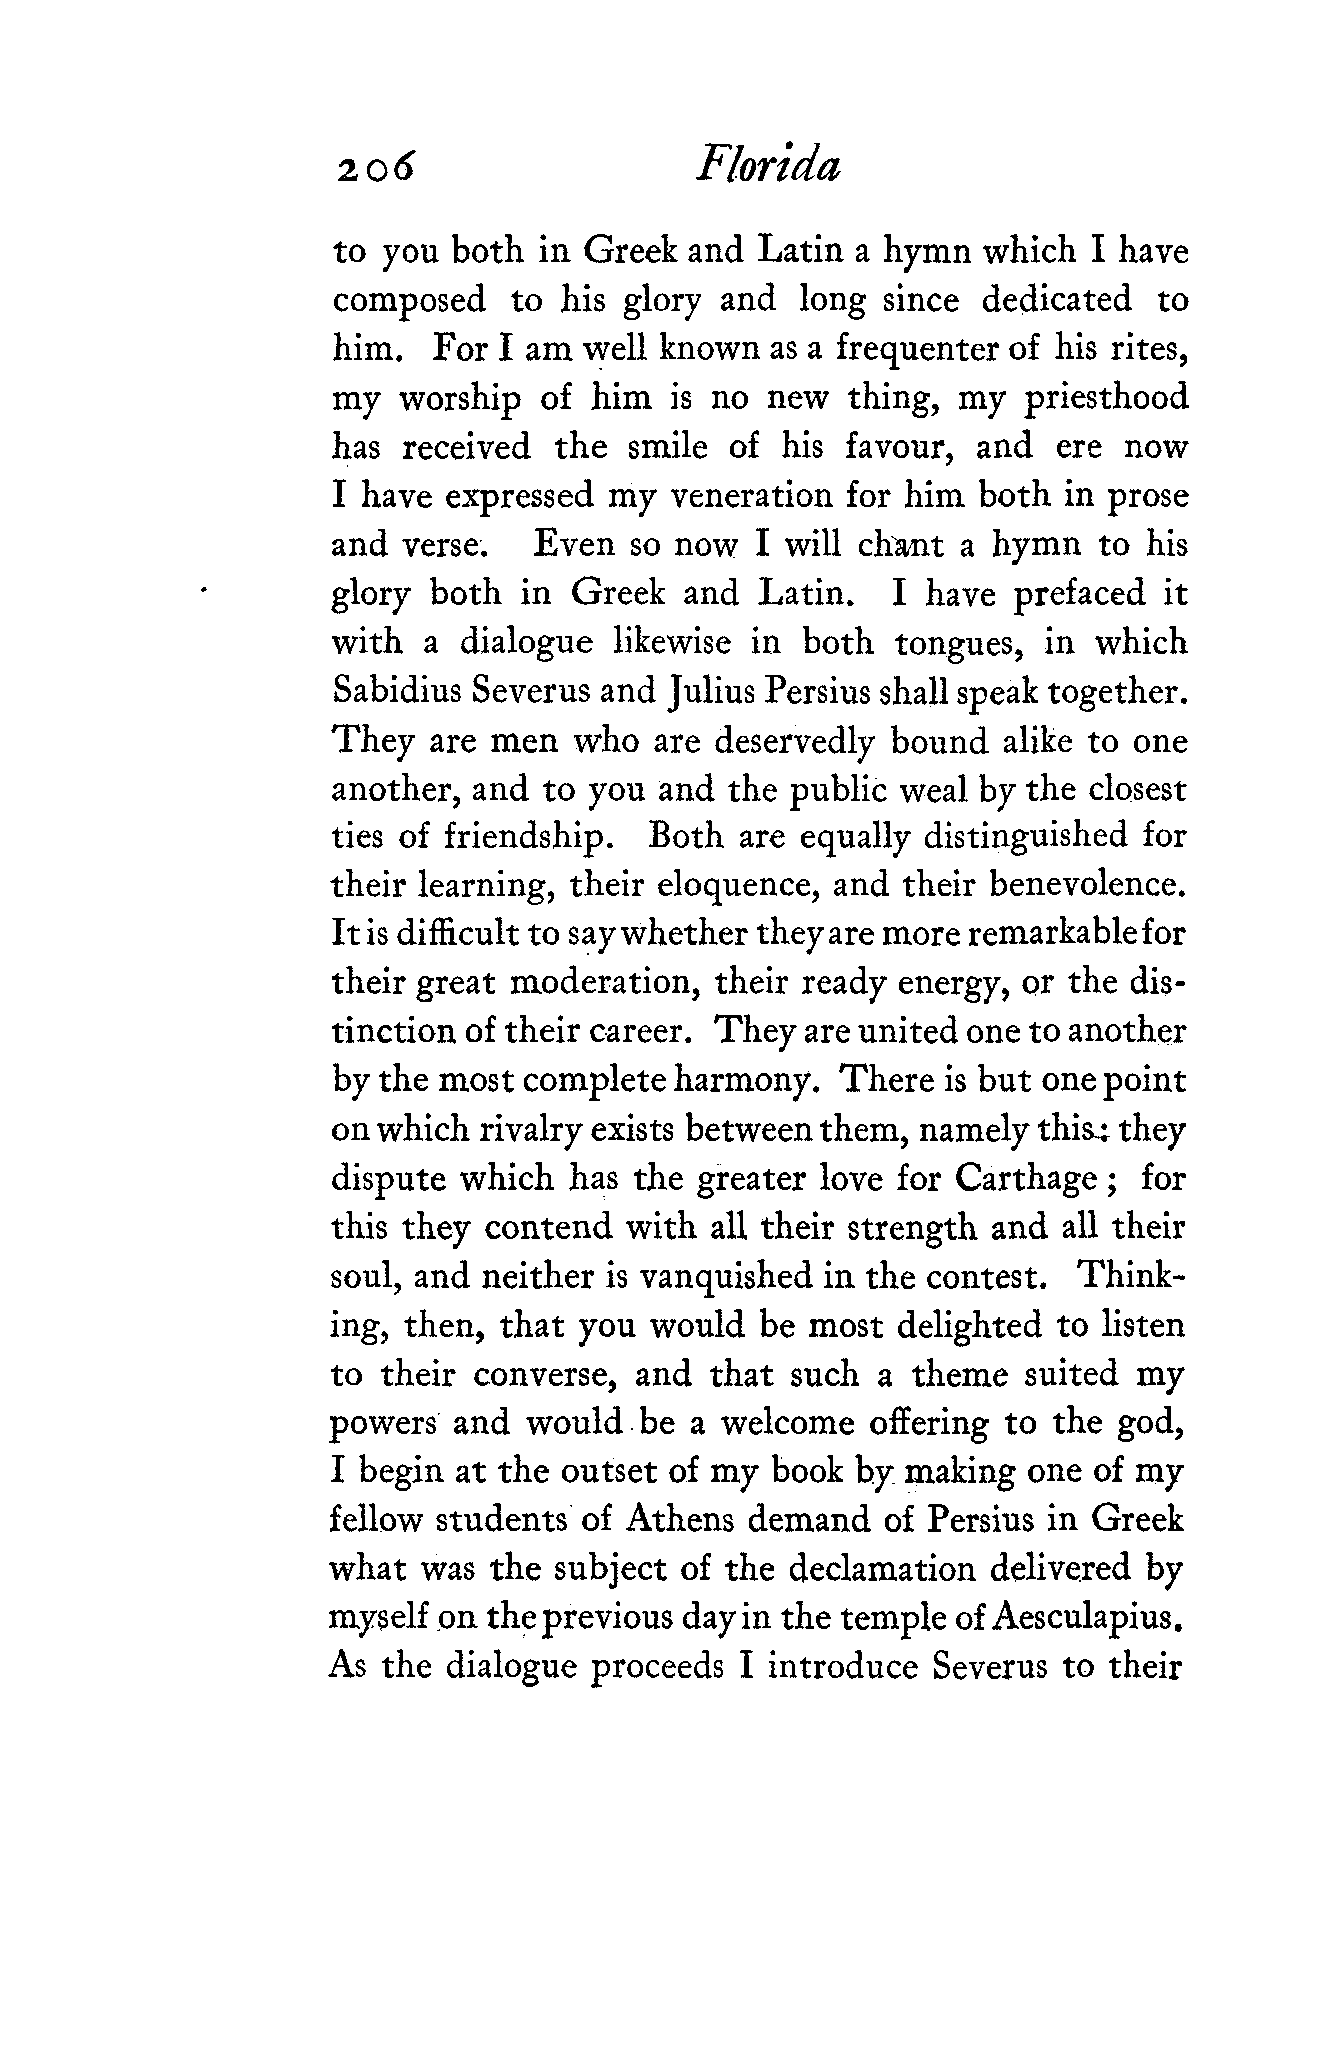 206 Florida
to you both in Greek and Latin a hymn which I have
composed to his glory and long since dedicated to
him. For I am well known as a frequenter of his rites,
my worship of him is no new thing, my priesthood
has received the smile of his favour, and ere now
I have expressed my veneration for him both in prose
and verse. Even so now I will chant a hymn to his
glory both in Greek and Latin. I have prefaced it
with a dialogue likewise in both tongues, in which
Sabidius Severus and Julius Persius shall speak together.
They are men who are deservedly bound alike to one
another, and to you and the public weal by the closest
ties of friendship. Both are equally distinguished for
their learning, their eloquence, and their benevolence.
It is difficult to say whether they are more remarkable for
their great moderation, their ready energy, or the dis-
tinction of their career. They are united one to another
by the most complete harmony. There is but one point
on which rivalry exists between them, namely this: they
dispute which has the greater love for Carthage ; for
this they contend with all their strength and all their
soul, and neither is vanquished in the contest. Think-
ing, then, that you would be most delighted to listen
to their converse, and that such a theme suited my
powers and would be a welcome offering to the god,
I begin at the outset of my book by making one of my
fellow students of Athens demand of Persius in Greek
what was the subject of the declamation delivered by
myself on the previous day in the temple of Aesculapius.
As the dialogue proceeds I introduce Severus to their